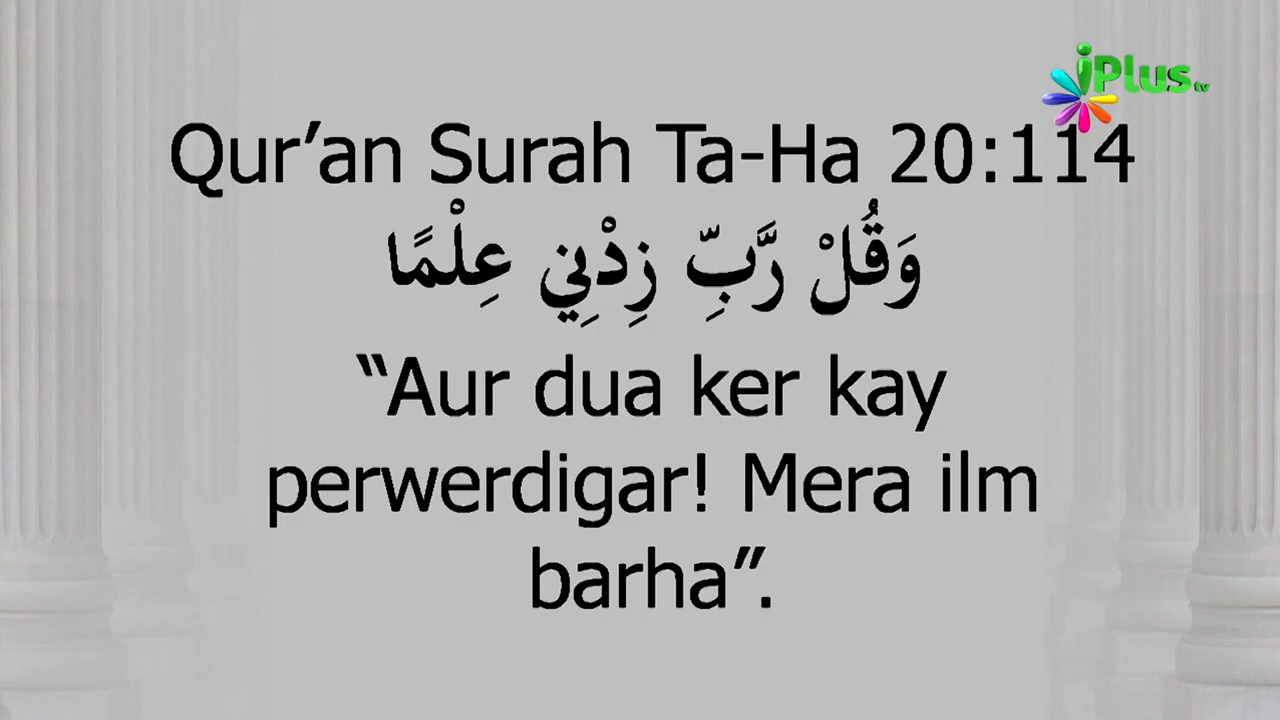 iPlus tv
Qur’an Surah Ta-Ha 20:114
وَقُلْ رَّبِّ زِدْنِي عِلْمًا
“Aur dua ker kay
perwerdigar! Mera ilm
barha”.